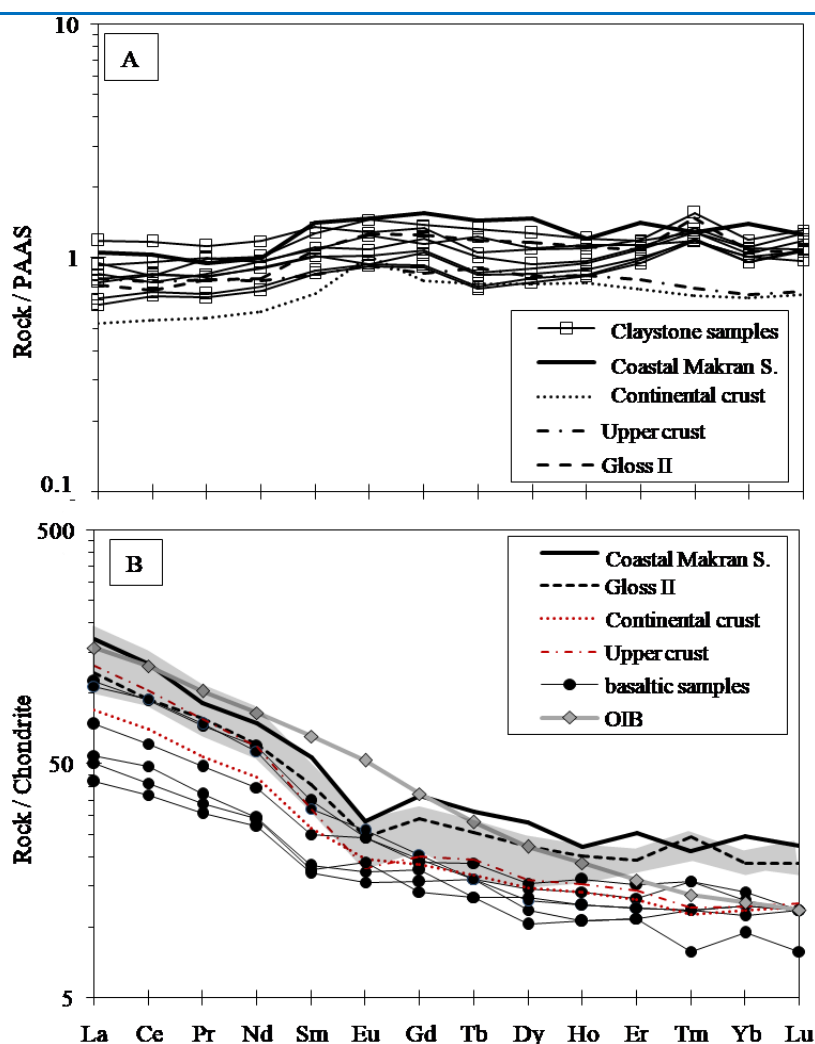 10
A
1
Rock / PAAS
Claystone samples
Coastal Makran S.
Continental crust
Upper crust
Gloss II
0.1
500
B
Coastal Makran S.
Gloss II
Continental crust
Upper crust
basaltic samples
OIB
50
Rock / Chondrite
5
La Ce Pr Nd Sm Eu Gd Tb Dy Ho Er Tm Yb Lu